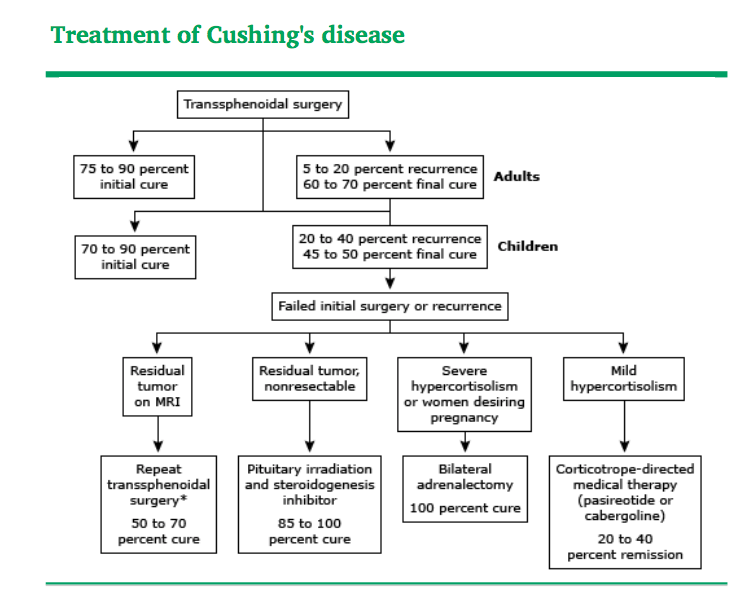 Treatment of Cushing's disease
Transsphenoidal surgery
75 to 90 percent
initial cure
5 to 20 percent recurrence
60 to 70 percent final cure
Adults
70 to 90 percent
initial cure
20 to 40 percent recurrence
45 to 50 percent final cure
Children
Failed initial surgery or recurrence
Residual
tumor
on MRI
Residual tumor,
nonresectable
Severe
hypercortisolism
or women desiring
pregnancy
Mild
hypercortisolism
Repeat
transsphenoidal
surgery*
50 to 70
percent cure
Pituitary irradiation
and steroidogenesis
inhibitor
85 to 100
percent cure
Bilateral
adrenalectomy
100 percent cure
Corticotrope-directed
medical therapy
(pasireotide or
cabergoline)
20 to 40
percent remission